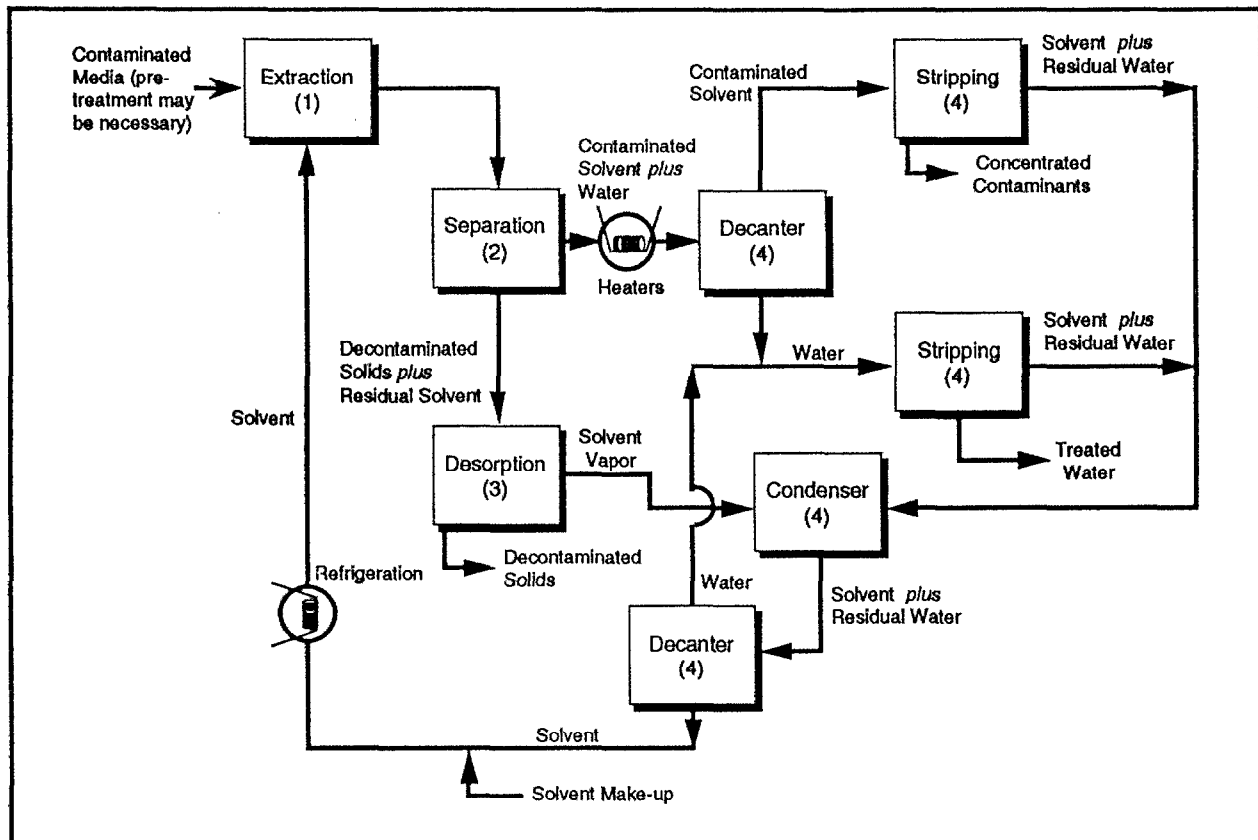 Contaminated
Media (pre-
treatment may
be necessary)
Extraction
(1)
Contaminated
Solvent
Stripping
(4)
Solvent plus
Residual Water
Concentrated
Contaminants
Contaminated
Solvent plus
Water
Separation
(2)
Heaters
Decanter
(4)
Decontaminated
Solids plus
Residual Solvent
Water
Stripping
(4)
Solvent plus
Residual Water
Treated
Water
Solvent
Desorption
(3)
Solvent
Vapor
Condenser
(4)
Decontaminated
Solids
Refrigeration
Water
Solvent plus
Residual Water
Decanter
(4)
Solvent
Solvent Make-up